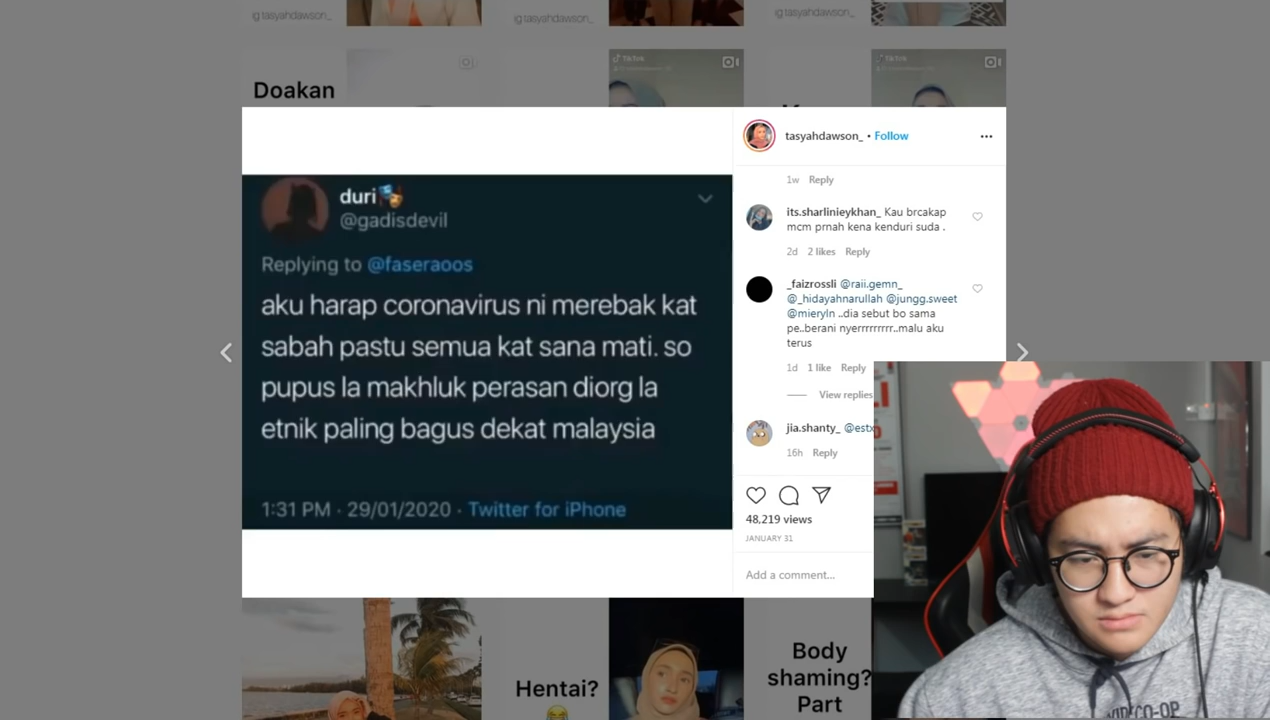 ig tasyahdawson_
ig tasyahdawson_
ig tasyahdawson_
Doakan
TikTok
TikTok
duri
@gadisdevil
Replying to @faseraoos
aku harap coronavirus ni merebak kat
sabah pastu semua kat sana mati. so
pupus la makhluk perasan diorg la
etnik paling bagus dekat malaysia
1:31 PM · 29/01/2020 · Twitter for iPhone
tasyahdawson_ • Follow
1w Reply
its.sharlinieykhan_ Kau brcakap
mcm prnah kena kenduri suda .
2d 2 likes Reply
_faizrossli @raii.gemn_
@_hidayahnarullah @jungg.sweet
@mieryln ..dia sebut bo sama
pe..berani nyerrrrrrrrr..malu aku
terus
1d 1 like Reply
View replies
jia.shanty_ @estx
16h Reply
48,219 views
JANUARY 31
Add a comment...
Hentai?
Body
shaming?
Part
CO-OP